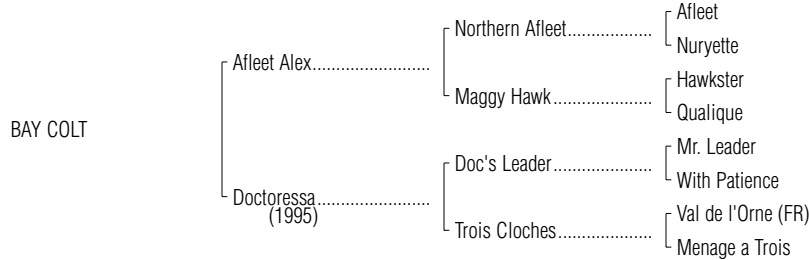 Afleet
Northern Afleet...................
Nuryette
Afleet Alex..........................
Hawkster
Maggy Hawk.....................
Qualique
BAY COLT
Mr. Leader
Doc's Leader.....................
With Patience
Doctoressa.........................
(1995)
Val de l'Orne (FR)
Trois Cloches....................
Menage a Trois